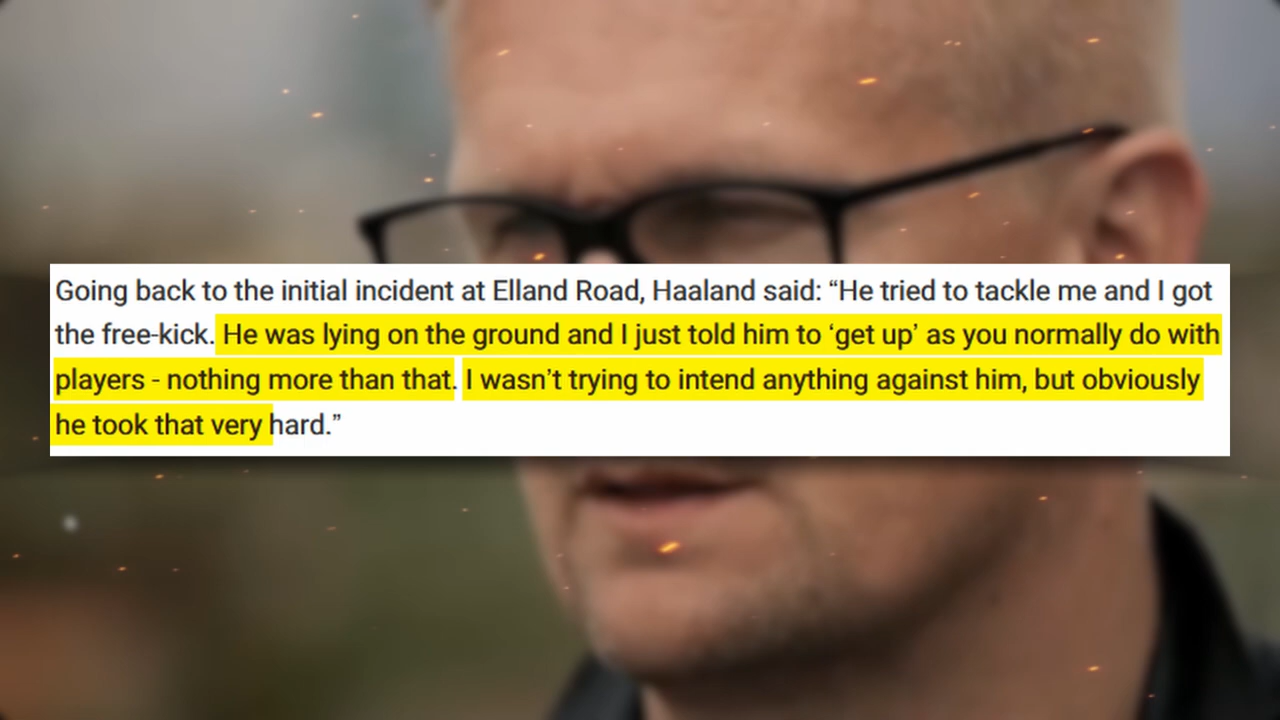 Going back to the initial incident at Elland Road, Haaland said: “He tried to tackle me and I got
the free-kick. He was lying on the ground and I just told him to ‘get up’ as you normally do with
players - nothing more than that. I wasn’t trying to intend anything against him, but obviously
he took that very hard.”